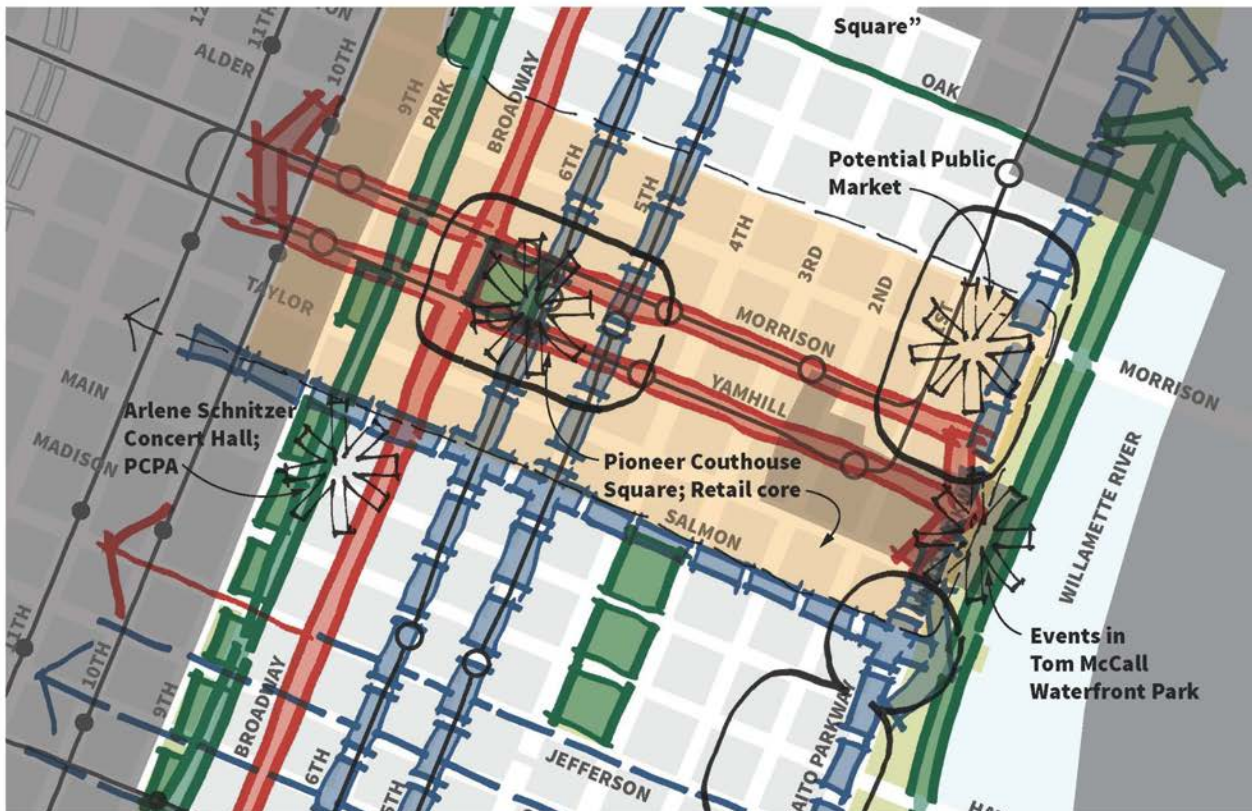 Square”
ALDER
11TH
10TH
9TH
PARK
BROADWAY
6TH
5TH
4TH
3RD
2ND
OAK
Potential Public
Market
TAYLOR
MORRISON
YAMHILL
MORRISON
MAIN
MADISON
Arlene Schnitzer
Concert Hall;
PCPA
Pioneer Couthouse
Square; Retail core
SALMON
WILLAMETTE RIVER
Events in
Tom McCall
Waterfront Park
11TH
10TH
9TH
BROADWAY
6TH
JEFFERSON
AITO PARKWAY